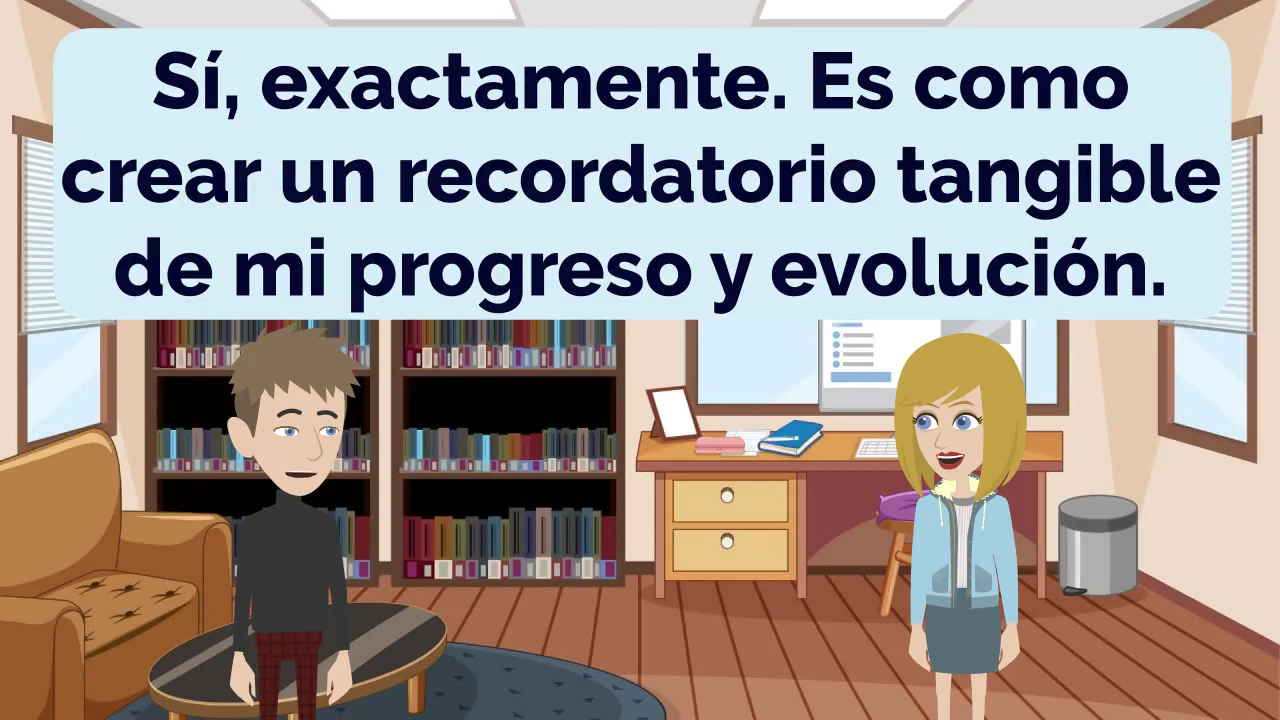 Sí, exactamente. Es como
crear un recordatorio tangible
de mi progreso y evolución.